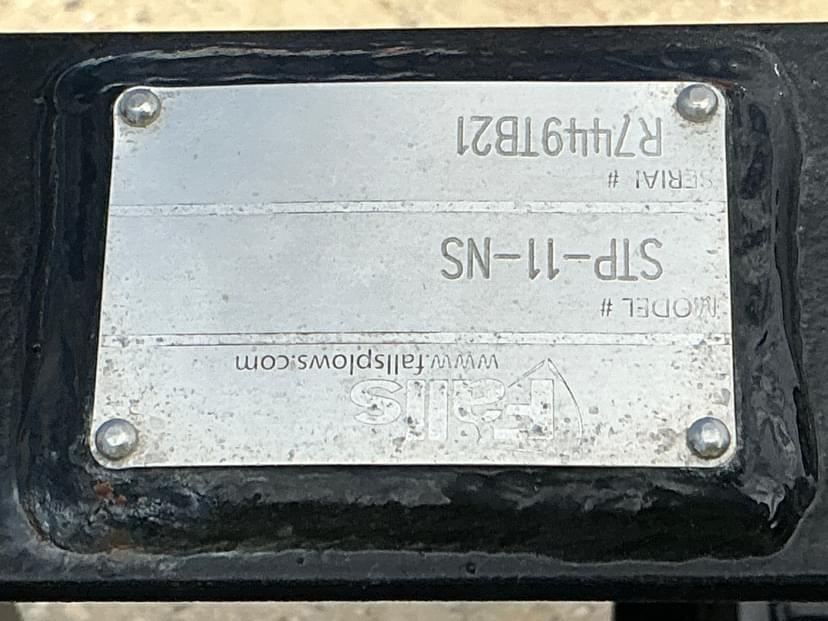 Falls
www.fallsplows.com
MODEL #
STP-11-NS
SERIAL #
R7449TB21